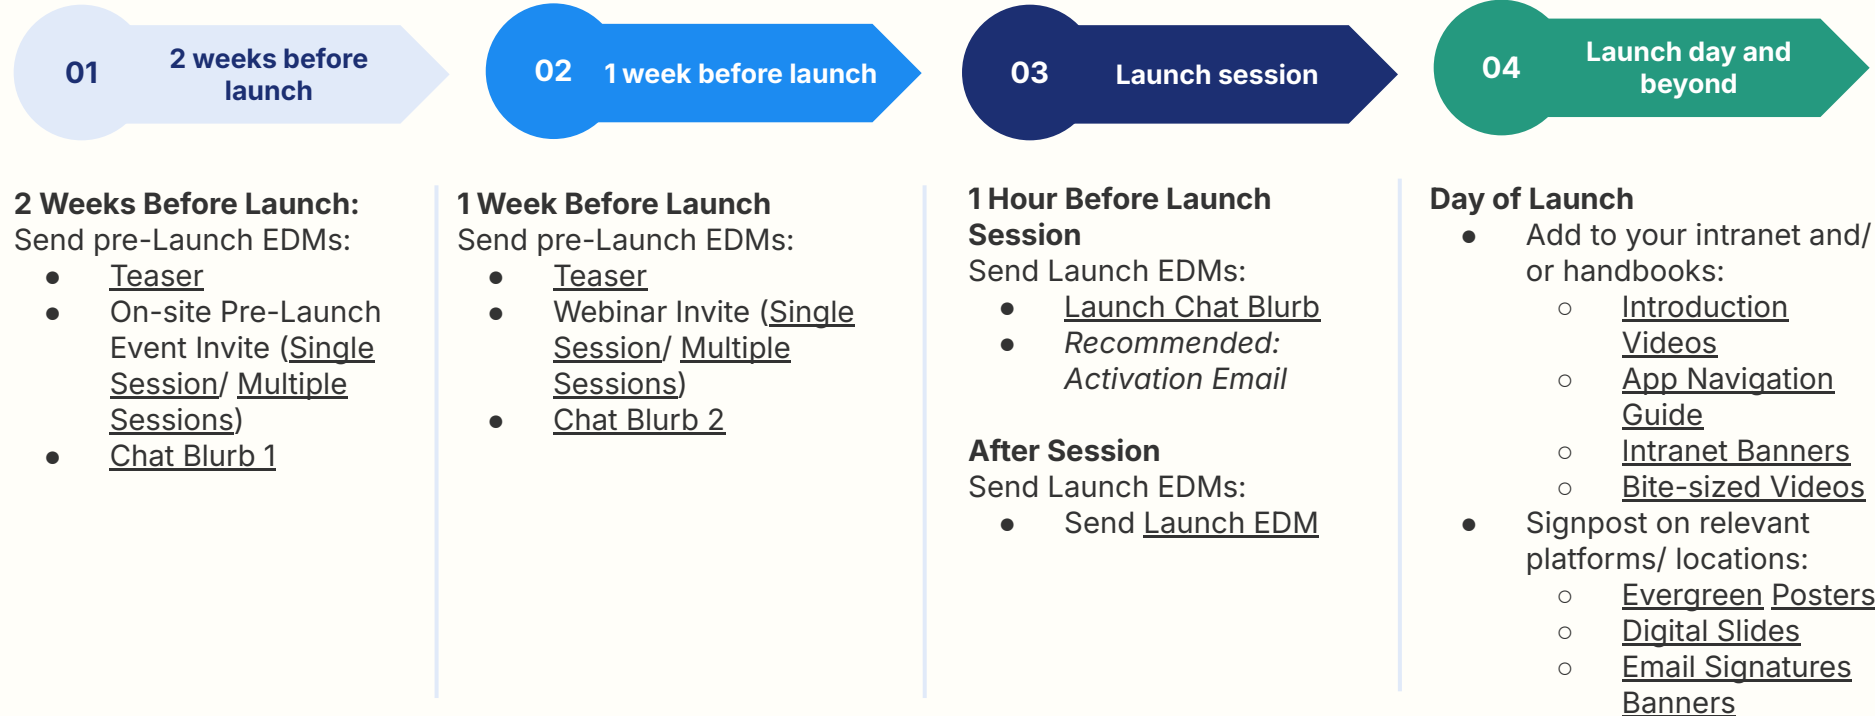 01
2 weeks before
launch
02
1 week before launch
03
Launch session
04
Launch day and
beyond
2 Weeks Before Launch:
Send pre-Launch EDMs:
● Teaser
● On-site Pre-Launch
Event Invite (Single
Session/ Multiple
Sessions)
● Chat Blurb 1
1 Week Before Launch
Send pre-Launch EDMs:
● Teaser
● Webinar Invite (Single
Session/ Multiple
Sessions)
● Chat Blurb 2
1 Hour Before Launch
Session
Send Launch EDMs:
● Launch Chat Blurb
● Recommended:
Activation Email
After Session
Send Launch EDMs:
● Send Launch EDM
Day of Launch
● Add to your intranet and/
or handbooks:
○ Introduction
Videos
○ App Navigation
Guide
○ Intranet Banners
○ Bite-sized Videos
● Signpost on relevant
platforms/ locations:
○ Evergreen Posters
○ Digital Slides
○ Email Signatures
Banners